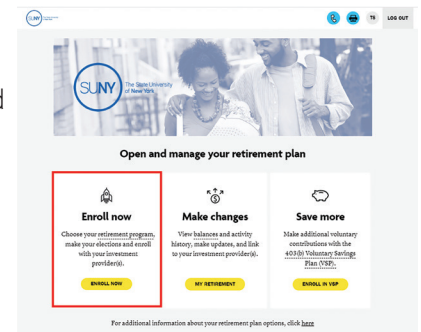 SUNY
TS
LOG OUT
SUNY
The State University
of New York
Open and manage your retirement plan
Enroll now
Choose your retirement program,
make your elections and enroll
with your investment
provider(s).
ENROLL NOW
Make changes
View balances and activity
history, make updates, and link
to your investment provider(s).
MY RETIREMENT
Save more
Make additional voluntary
contributions with the
403(b) Voluntary Savings
Plan (VSP).
ENROLL IN VSP
For additional information about your retirement plan options, click here